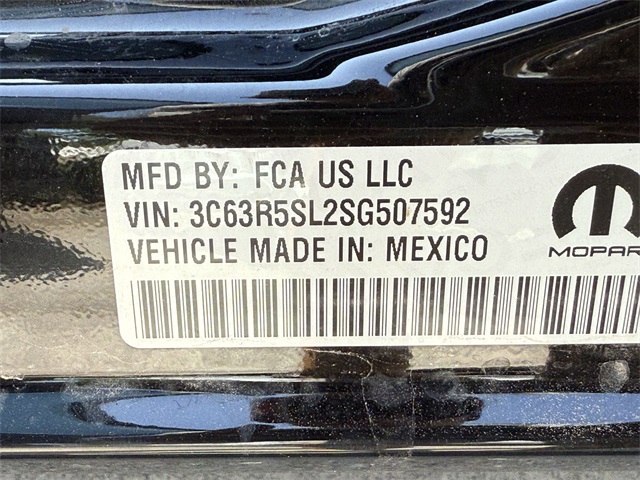 MFD BY: FCA US LLC
VIN: 3C63R5SL2SG507592
VEHICLE MADE IN: MEXICO
MOPAR